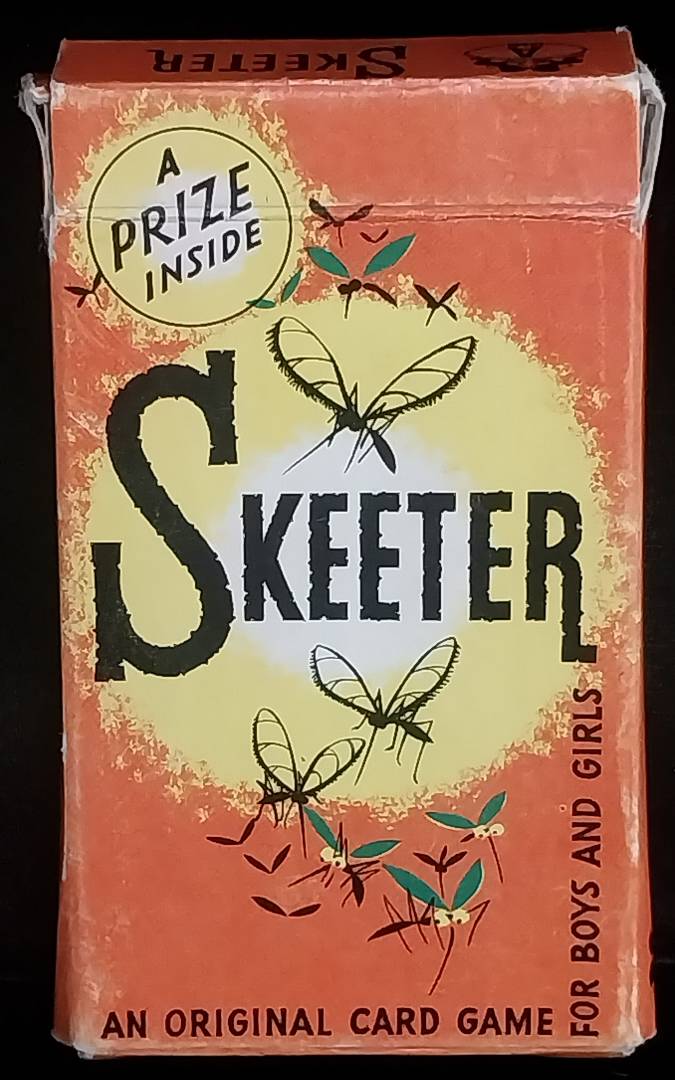 SKEETER
A
PRIZE
INSIDE
SKEETER
FOR BOYS AND GIRLS
AN ORIGINAL CARD GAME